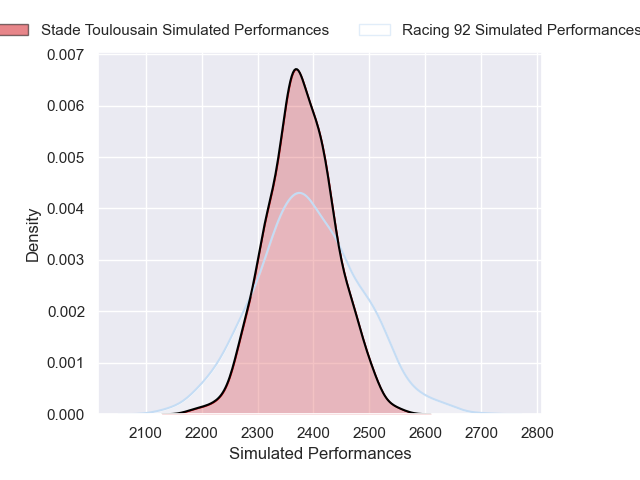 Stade Toulousain Simulated Performances
Racing 92 Simulated Performances
0.007
0.006
0.005
0.004
0.003
0.002
0.001
0.000
Density
2100 2200 2300 2400 2500 2600 2700 2800
Simulated Performances